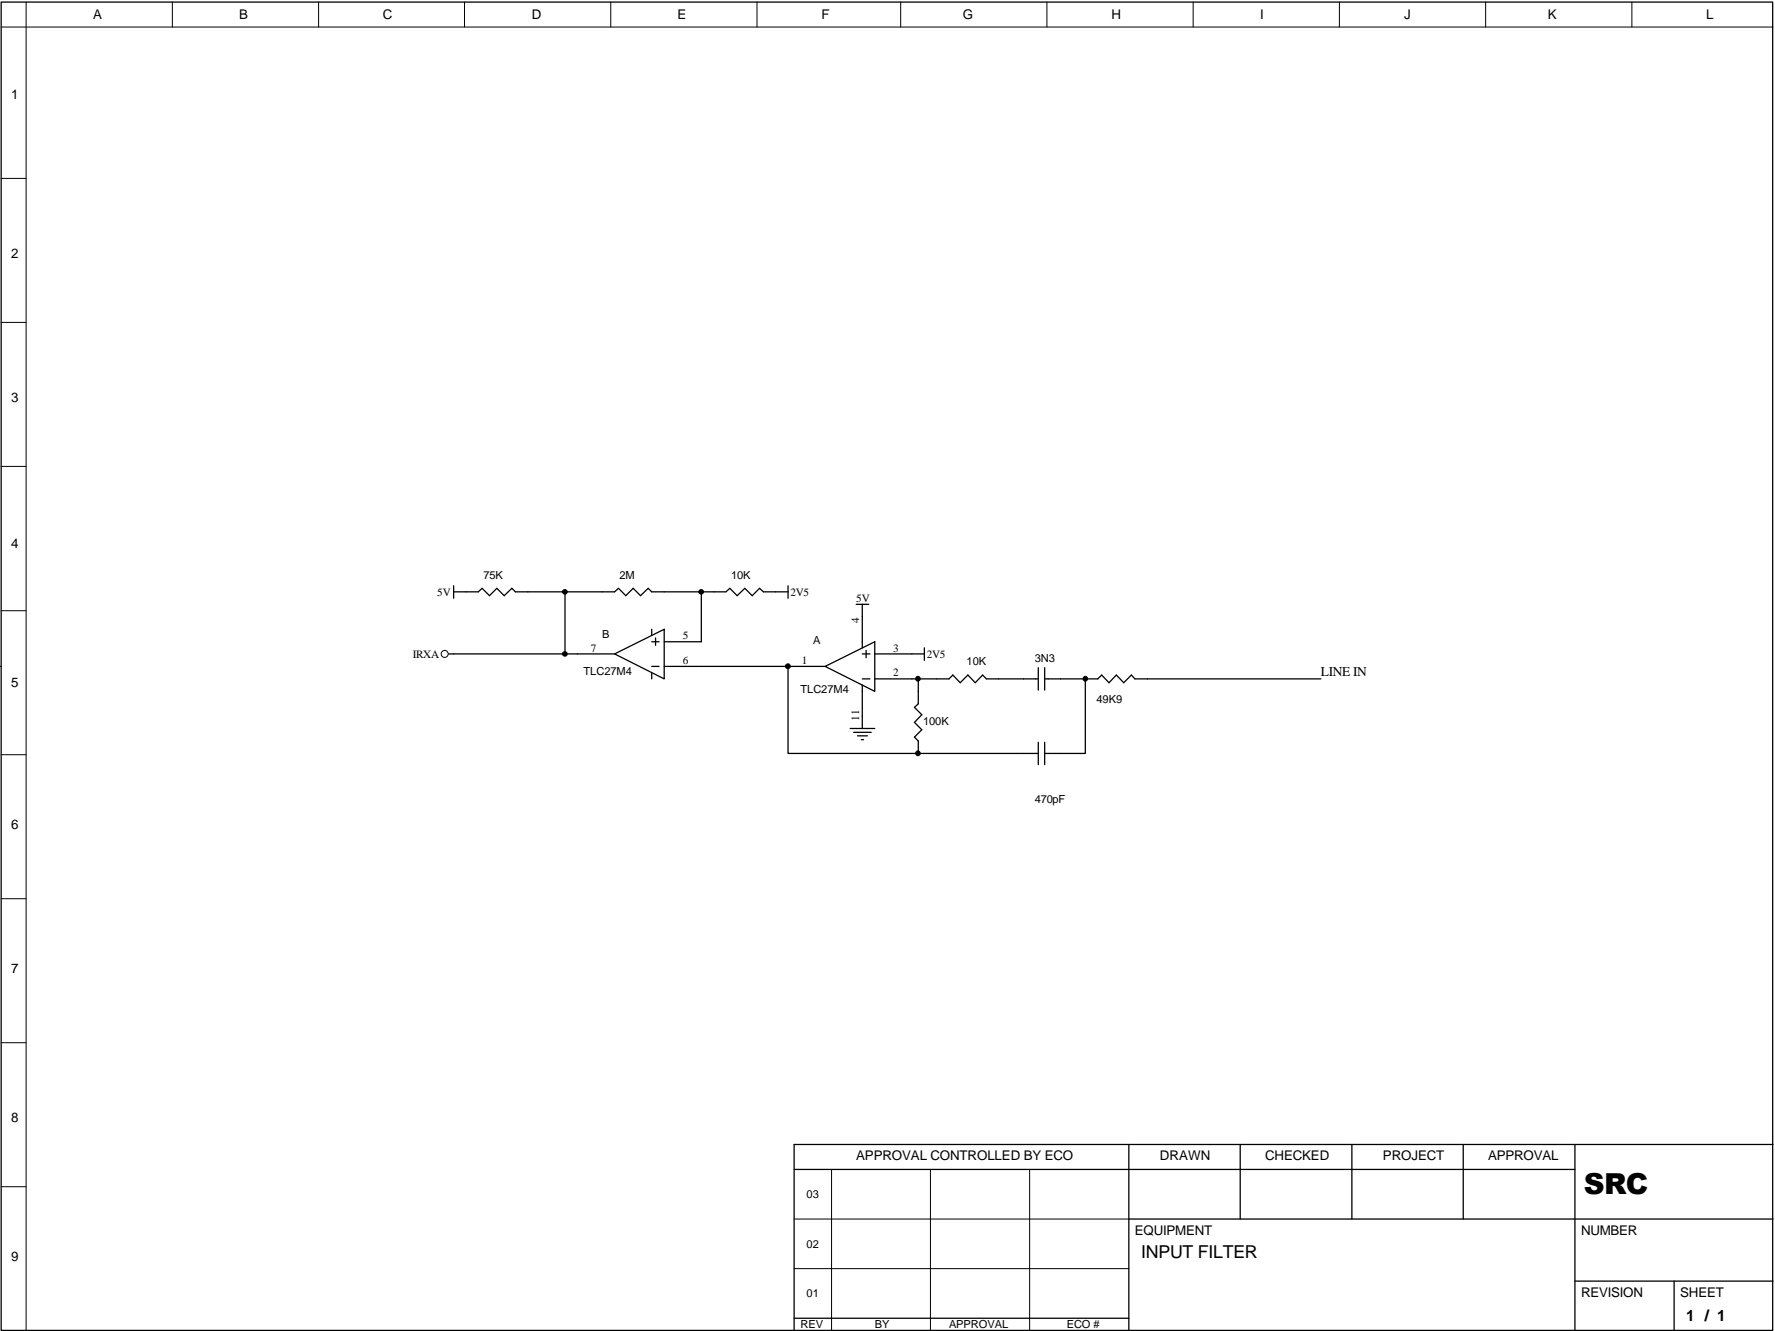 A B C D E F G H I J K L
1
2
3
4
5
6
7
8
9
75K 2M 10K
5V 2V5
5V
4
B 5 A
IRXA 7 + 1 + 3 2V5
− 6 − 2 10K 3N3 LINE IN
TLC27M4 TLC27M4 49K9
11 100K
470pF
APPROVAL CONTROLLED BY ECO DRAWN CHECKED PROJECT APPROVAL
SRC
03
EQUIPMENT NUMBER
02 INPUT FILTER
01 REVISION SHEET
1 / 1
REV BY APPROVAL ECO #